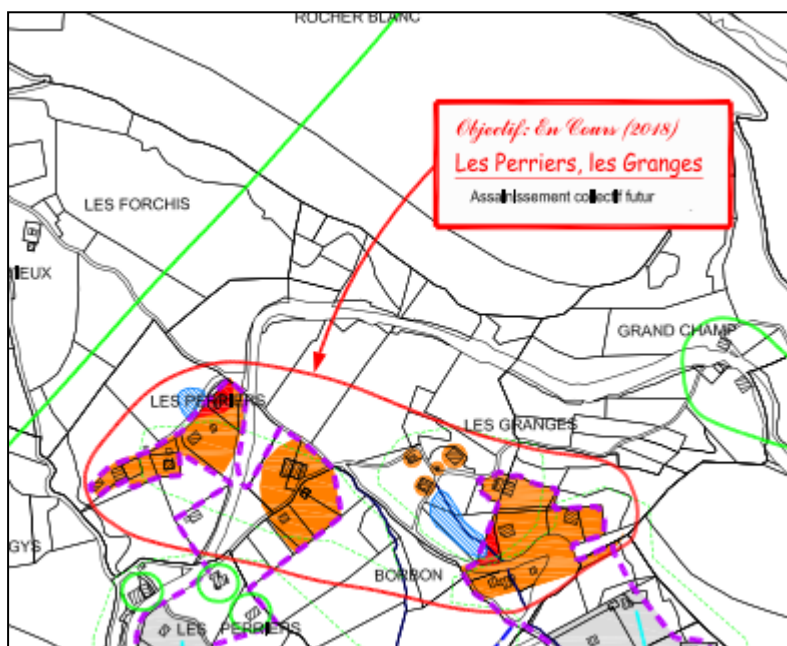 ROCHER BLANC
Objectif: En Cours (2018)
Les Perriers, les Granges
Assainissement collectif futur
LES FORCHIS
IEUX
GRAND CHAMP
LES PERRIERS
LES GRANGES
GYS
BORBON
LES PERRIERS